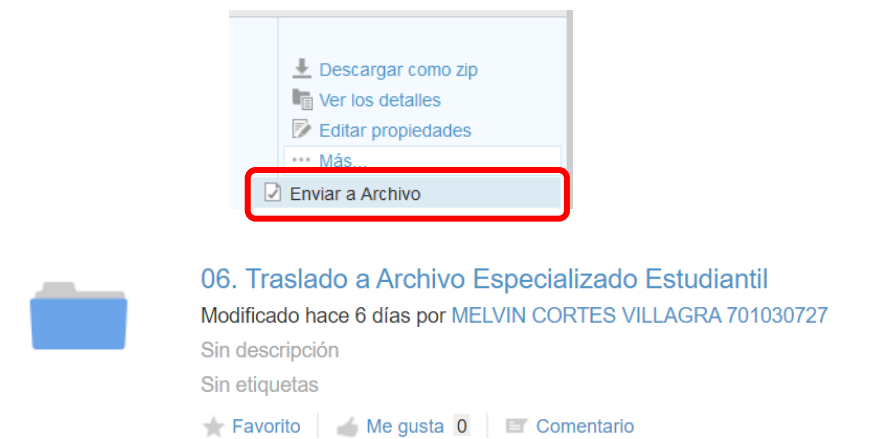 Descargar como zip
Ver los detalles
Editar propiedades
Más...
Enviar a Archivo
06. Traslado a Archivo Especializado Estudiantil
Modificado hace 6 días por MELVIN CORTES VILLAGRA 701030727
Sin descripción
Sin etiquetas
Favorito Me gusta 0 Comentario